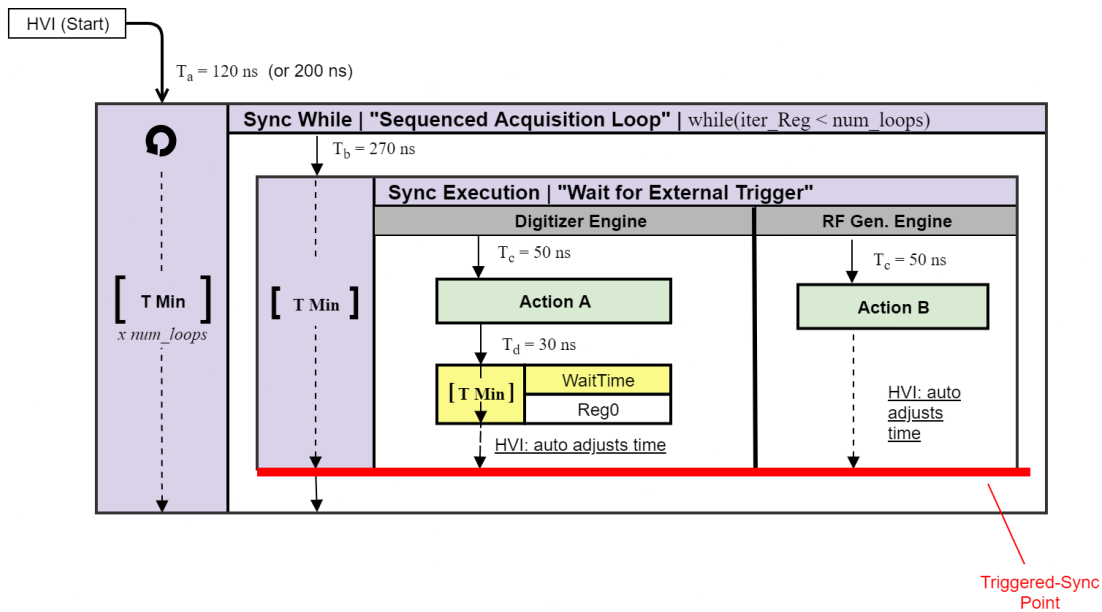 HVI (Start)
Ta = 120 ns (or 200 ns)
Sync While | "Sequenced Acquisition Loop" | while(iter_Reg < num_loops)
Tb = 270 ns
Sync Execution | "Wait for External Trigger"
Digitizer Engine
RF Gen. Engine
Tc = 50 ns
Tc = 50 ns
Action A
Action B
[ T Min ]
x num_loops
[ T Min ]
Td = 30 ns
[ T Min ]
WaitTime
Reg0
HVI: auto adjusts time
HVI: auto
adjusts
time
Triggered-Sync
Point